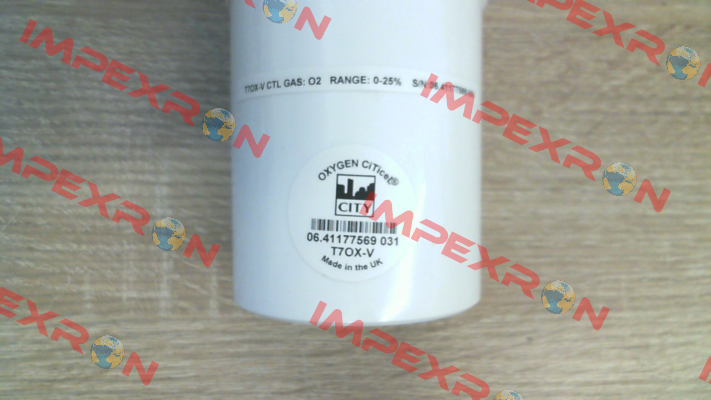 T7OX-V CTL GAS: O2 RANGE: 0-25% S/N
OXYGEN CiTiceL®
CITY
06.41177569 031
T7OX-V
Made in the UK
IMPEXRON
IMPEXRON
IMPEXRON
IMPEXRON
IMPEXRON
IMPEXRON
IMPEXRON